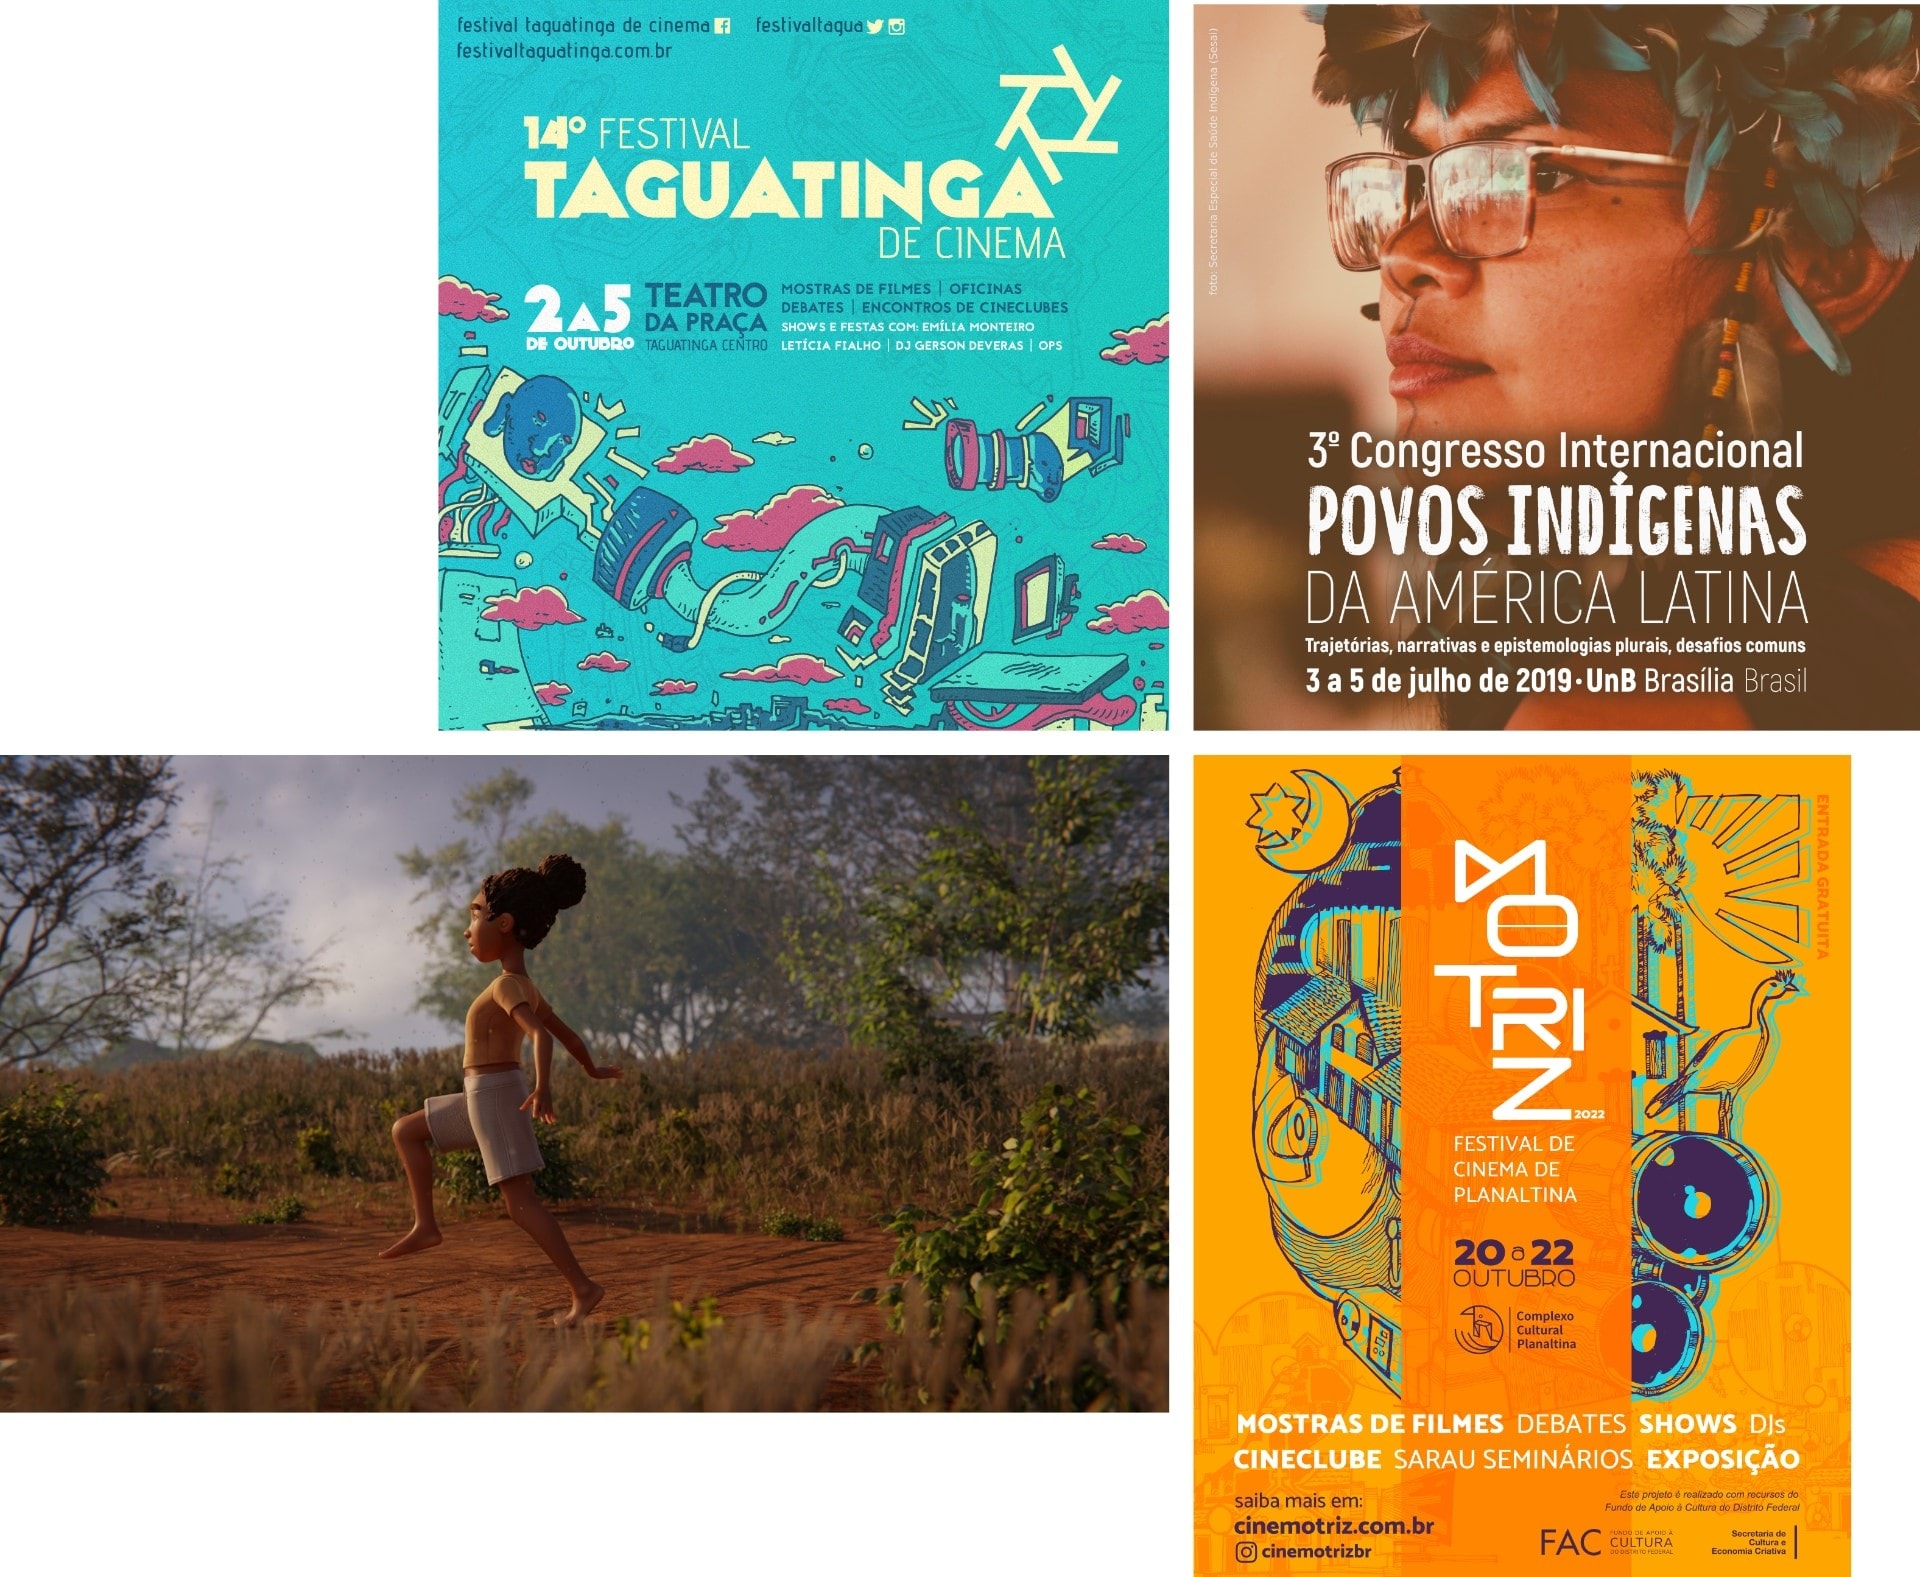 festival taguatinga de cinema festivaltagua
festivaltaguatinga.com.br
14º FESTIVAL
TAGUATINGA
DE CINEMA
2 A 5
DE OUTUBRO
TEATRO
DA PRAÇA
TAGUATINGA CENTRO
MOSTRAS DE FILMES | OFICINAS
DEBATES | ENCONTROS DE CINECLUBES
SHOWS E FESTAS COM: EMÍLIA MONTEIRO
LETÍCIA FIALHO | DJ GERSON DEVERAS | OPS
foto: Secretaria Especial de Saúde Indígena (Sesai)
3º Congresso Internacional
POVOS INDÍGENAS
DA AMÉRICA LATINA
Trajetórias, narrativas e epistemologias plurais, desafios comuns
3 a 5 de julho de 2019 · UnB Brasília Brasil
ENTRADA GRATUITA
MOTRIZ
2022
FESTIVAL DE
CINEMA DE
PLANALTINA
20 a 22
OUTUBRO
Complexo
Cultural
Planaltina
MOSTRAS DE FILMES DEBATES SHOWS DJs
CINECLUBE SARAU SEMINÁRIOS EXPOSIÇÃO
saiba mais em:
cinemotriz.com.br
cinemotrizbr
Este projeto é realizado com recursos do
Fundo de Apoio à Cultura do Distrito Federal
FAC
FUNDO DE APOIO À
CULTURA
DO DISTRITO FEDERAL
Secretaria de
Cultura e
Economia Criativa